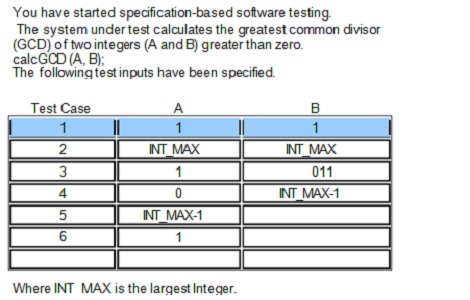 You have started specification-based software testing.
The system under test calculates the greatest common divisor
(GCD) of two integers (A and B) greater than zero.
calcGCD (A, B);
The following test inputs have been specified.
Test Case A B
1 1 1
2 INT_MAX INT_MAX
3 1 011
4 0 INT_MAX-1
5 INT_MAX-1
6 1
Where INT_MAX is the largest Integer.